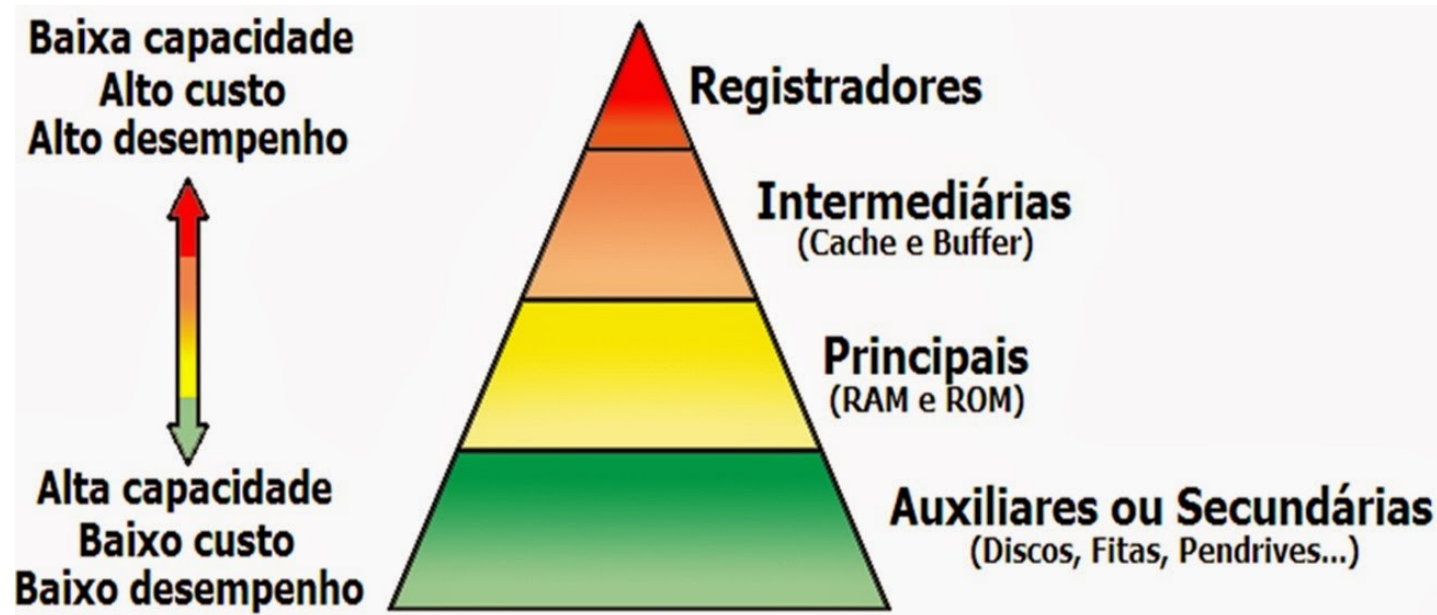 Baixa capacidade
Alto custo
Alto desempenho
Registradores
Intermediárias
(Cache e Buffer)
Principais
(RAM e ROM)
Alta capacidade
Baixo custo
Baixo desempenho
Auxiliares ou Secundárias
(Discos, Fitas, Pendrives...)